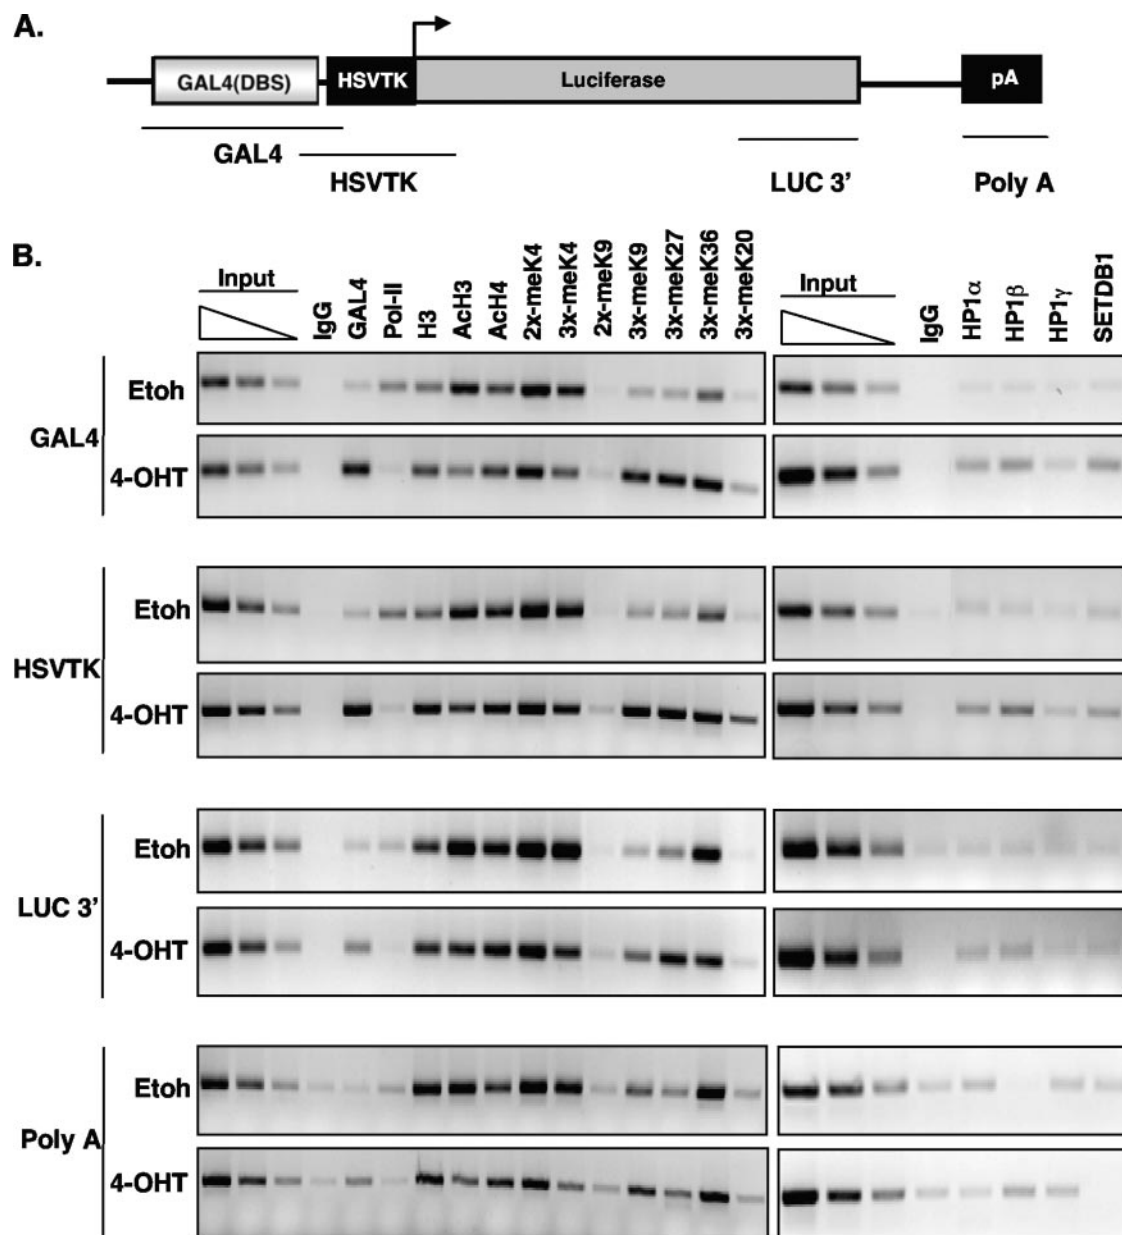 A.
GAL4(DBS) HSVTK Luciferase pA
GAL4 HSVTK LUC 3' Poly A
B.
Input IgG GAL4 Pol-II H3 AcH3 AcH4 2x-meK4 3x-meK4 2x-meK9 3x-meK9 3x-meK27 3x-meK36 3x-meK20 Input IgG HP1α HP1β HP1γ SETDB1
GAL4
Etoh
4-OHT
HSVTK
Etoh
4-OHT
LUC 3'
Etoh
4-OHT
Poly A
Etoh
4-OHT